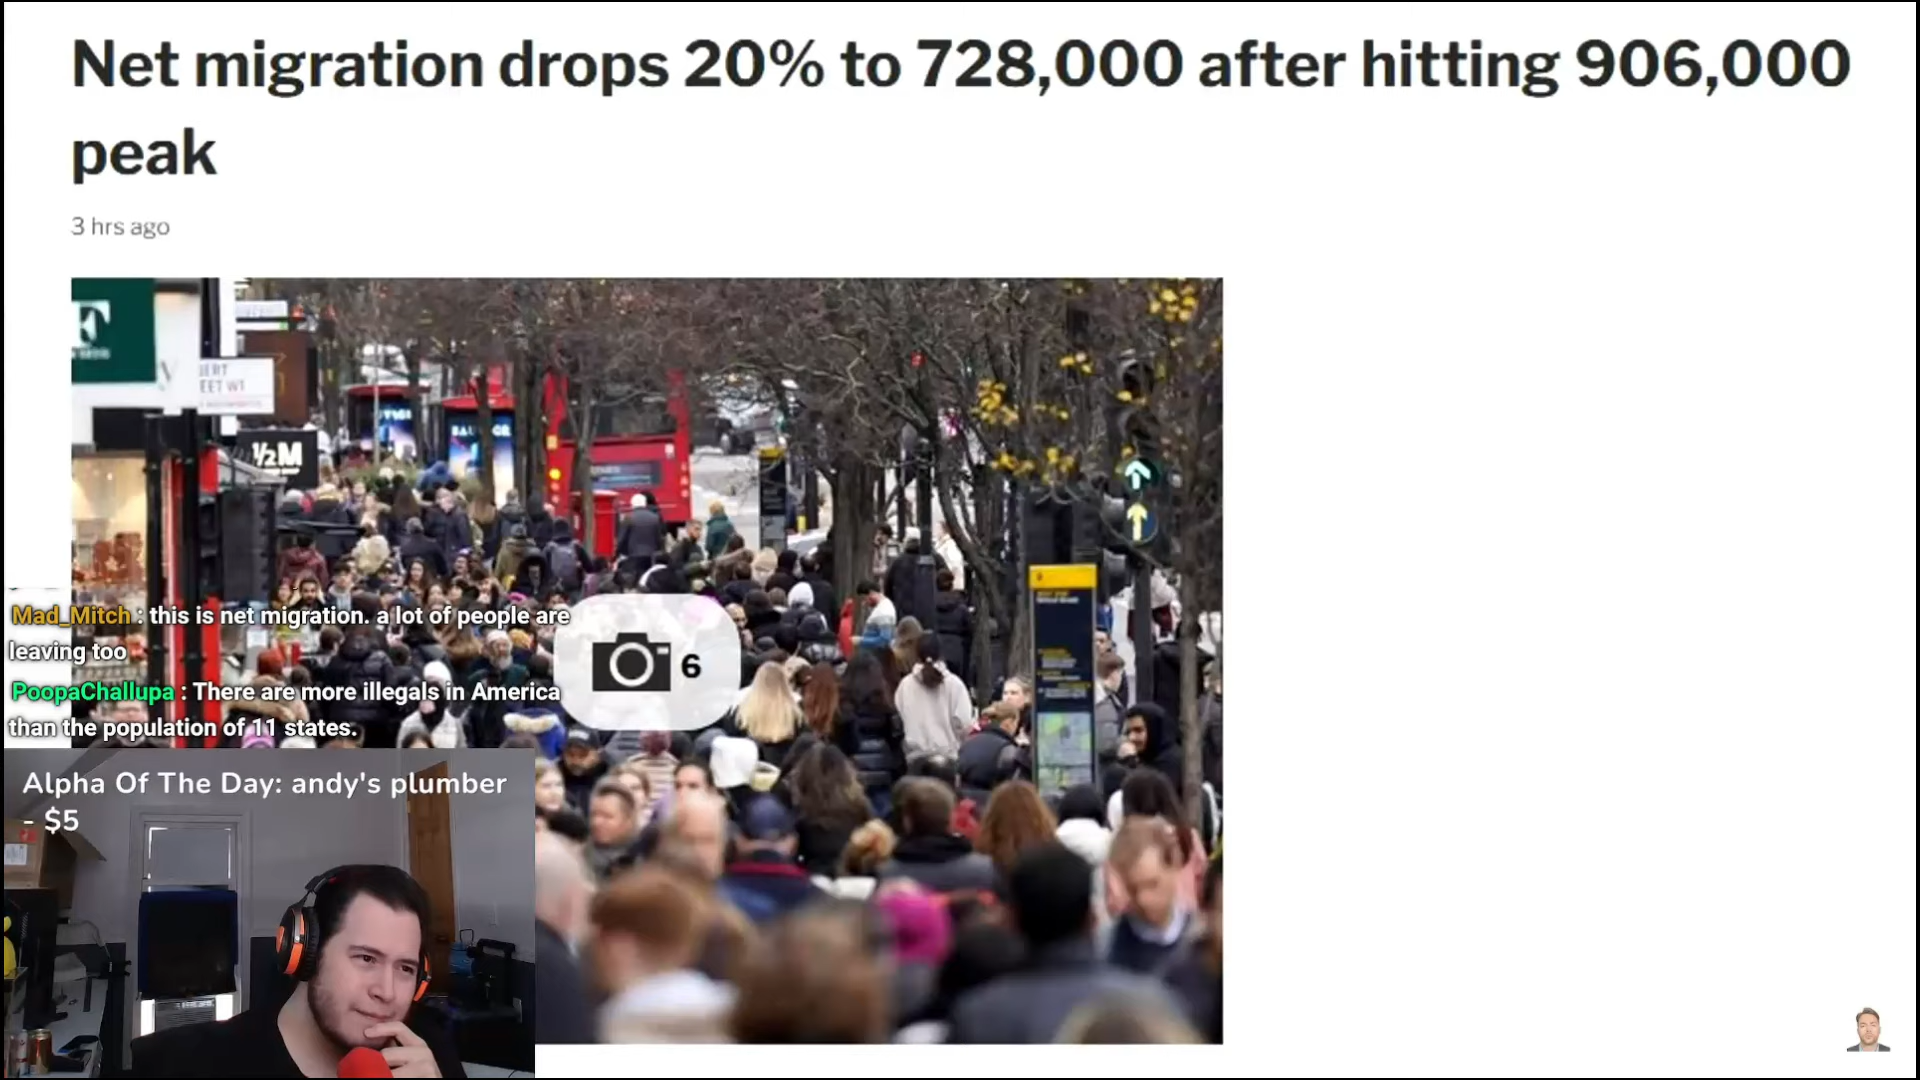 Net migration drops 20% to 728,000 after hitting 906,000
peak
3 hrs ago
F
EET W1
½M
6
Mad_Mitch : this is net migration. a lot of people are
leaving too
PoopaChallupa : There are more illegals in America
than the population of 11 states.
Alpha Of The Day: andy's plumber
- $5